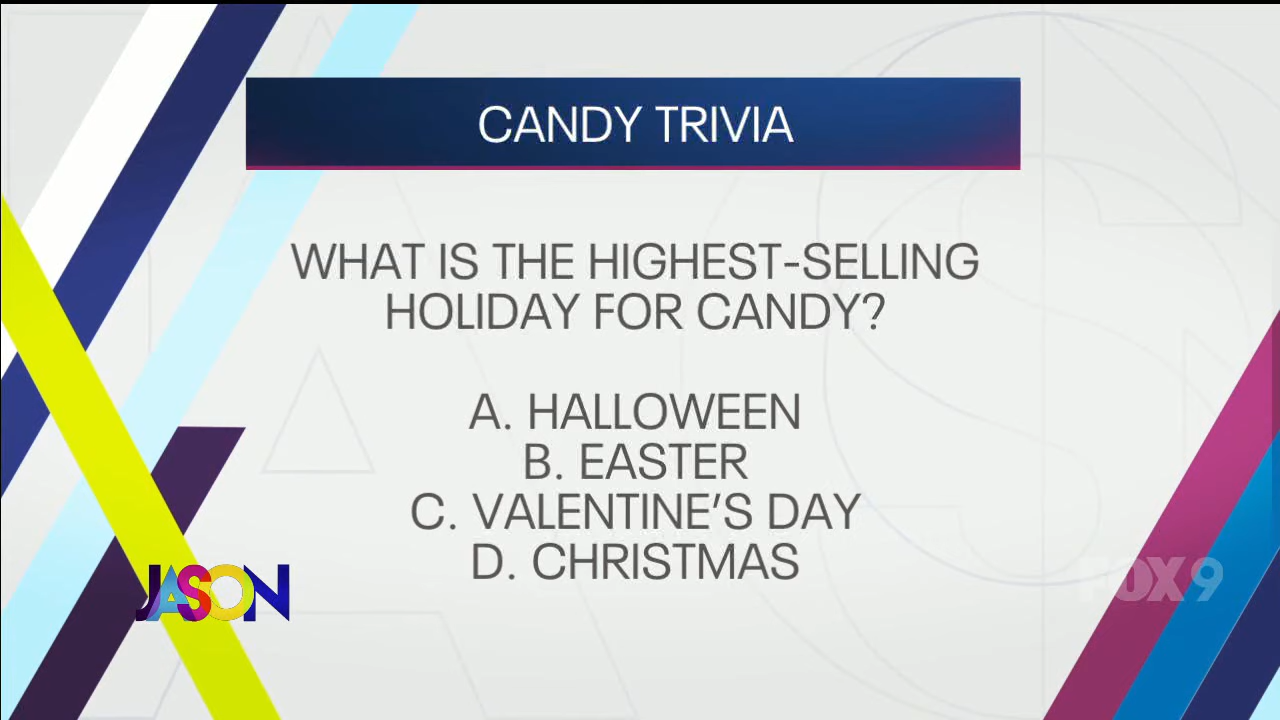 CANDY TRIVIA
WHAT IS THE HIGHEST-SELLING
HOLIDAY FOR CANDY?
A. HALLOWEEN
B. EASTER
C. VALENTINE'S DAY
D. CHRISTMAS
JASON
FOX 9